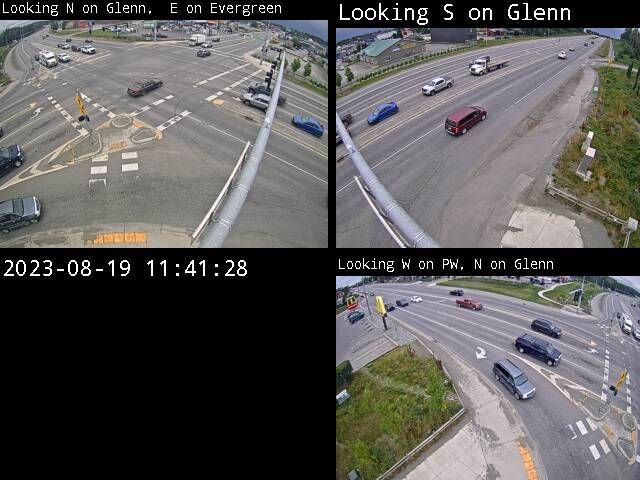 Looking N on Glenn,  E on Evergreen
Looking S on Glenn
2023-08-19 11:41:28
Looking W on PW, N on Glenn